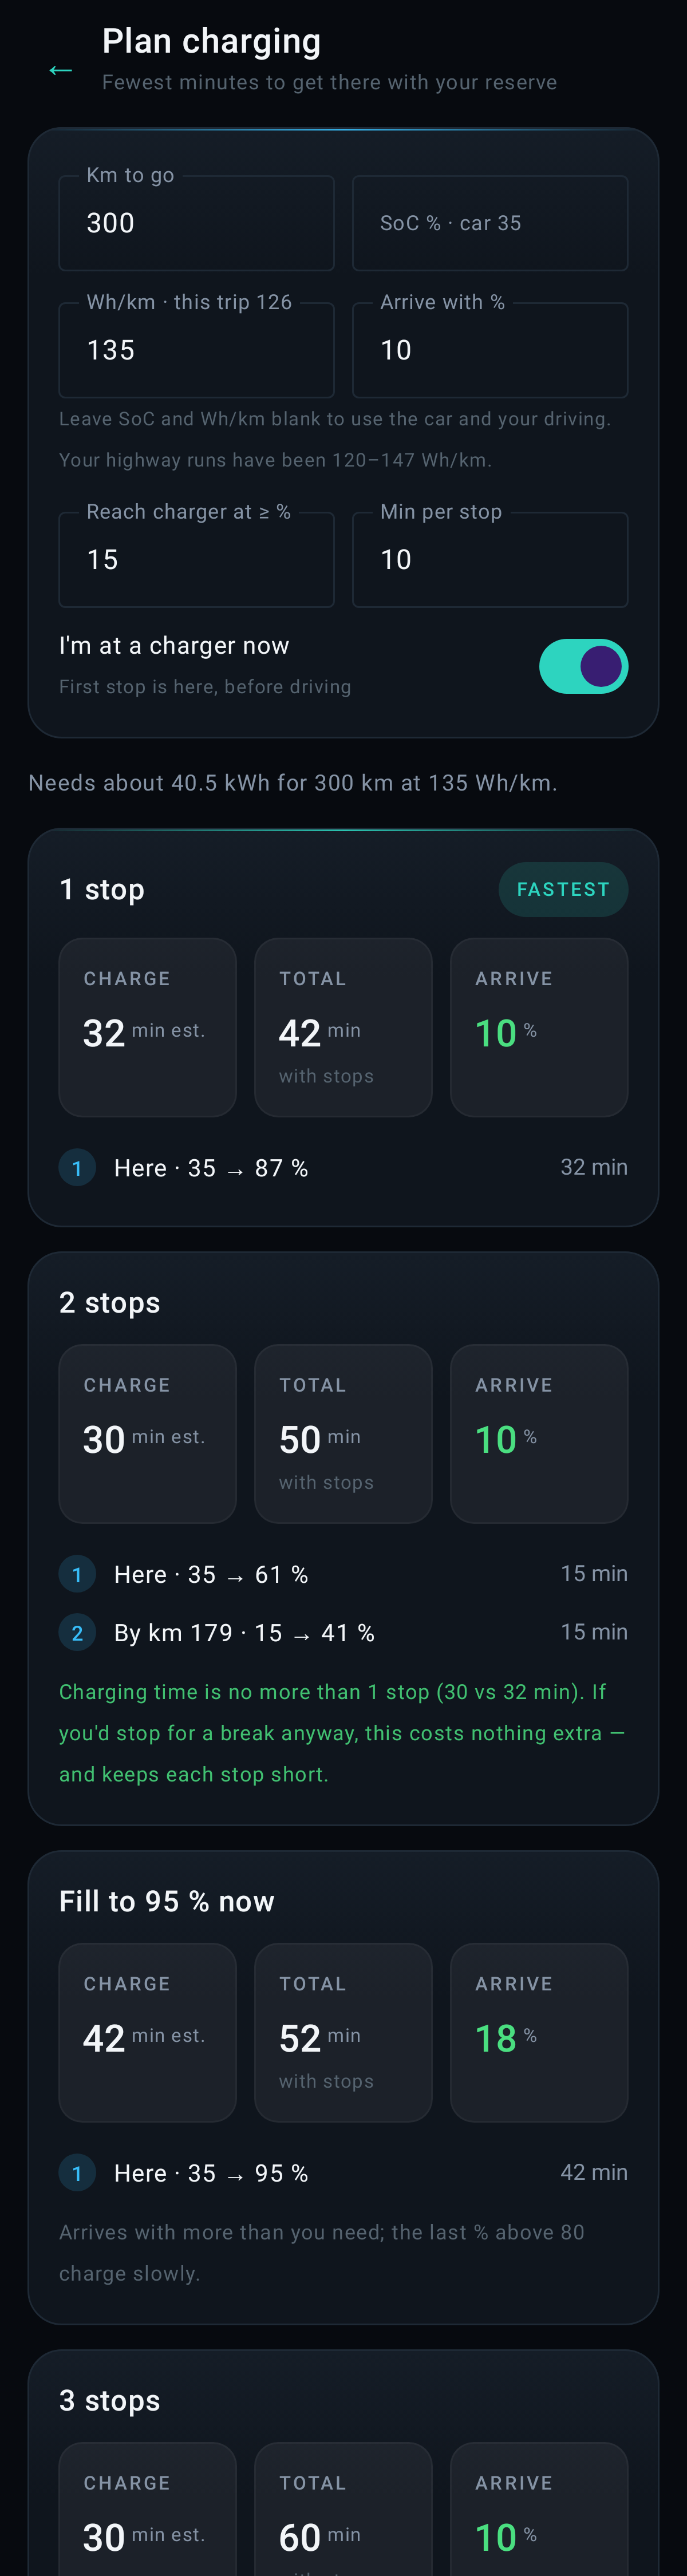 ←
Plan charging
Fewest minutes to get there with your reserve
Km to go
300
SoC % · car 35
Wh/km · this trip 126
135
Arrive with %
10
Leave SoC and Wh/km blank to use the car and your driving.
Your highway runs have been 120–147 Wh/km.
Reach charger at ≥ %
15
Min per stop
10
I'm at a charger now
First stop is here, before driving
Needs about 40.5 kWh for 300 km at 135 Wh/km.
1 stop
FASTEST
CHARGE
32 min est.
TOTAL
42 min
with stops
ARRIVE
10 %
1 Here · 35 → 87 % 32 min
2 stops
CHARGE
30 min est.
TOTAL
50 min
with stops
ARRIVE
10 %
1 Here · 35 → 61 % 15 min
2 By km 179 · 15 → 41 % 15 min
Charging time is no more than 1 stop (30 vs 32 min). If
you'd stop for a break anyway, this costs nothing extra —
and keeps each stop short.
Fill to 95 % now
CHARGE
42 min est.
TOTAL
52 min
with stops
ARRIVE
18 %
1 Here · 35 → 95 % 42 min
Arrives with more than you need; the last % above 80
charge slowly.
3 stops
CHARGE
30 min est.
TOTAL
60 min
ARRIVE
10 %